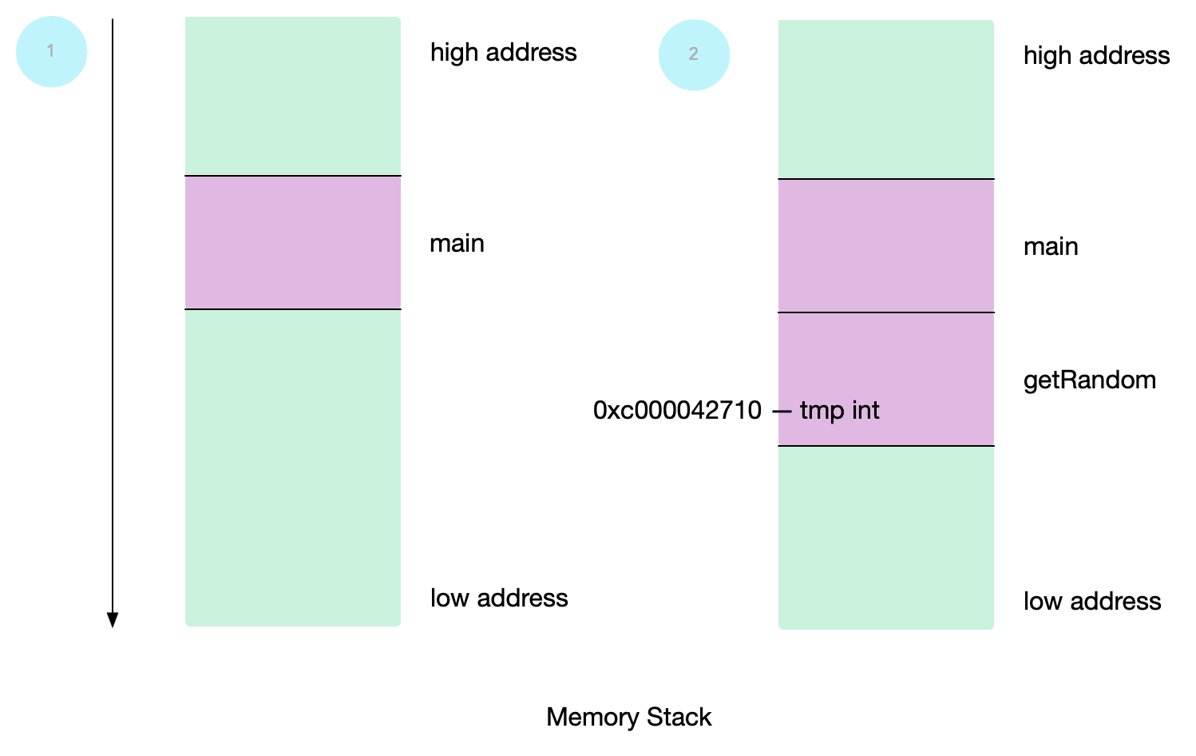 1
high address
main
low address
2
high address
main
getRandom
0xc000042710 — tmp int
low address
Memory Stack